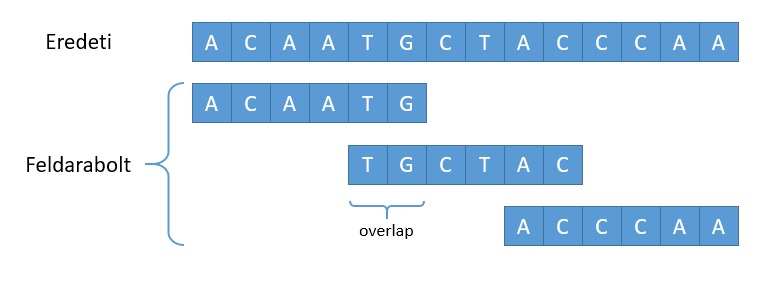 Eredeti
A C A A T G C T A C C C A A
A C A A T G
Feldarabolt
T G C T A C
overlap
A C C C A A